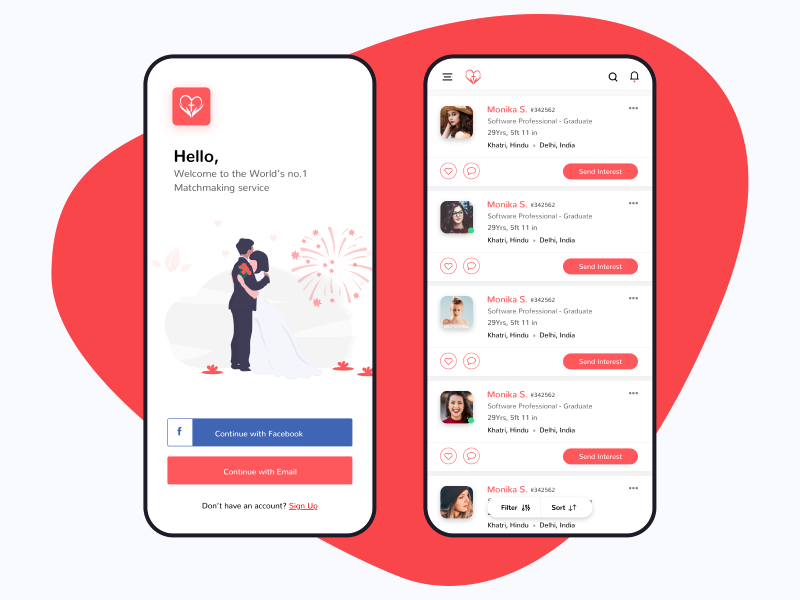 Hello,
Welcome to the World's no.1
Matchmaking service
f
Continue with Facebook
Continue with Email
Don't have an account? Sign Up
Monika S. #342562
Software Professional - Graduate
29Yrs, 5ft 11 in
Khatri, Hindu • Delhi, India
Send Interest
Monika S. #342562
Software Professional - Graduate
29Yrs, 5ft 11 in
Khatri, Hindu • Delhi, India
Send Interest
Monika S. #342562
Software Professional - Graduate
29Yrs, 5ft 11 in
Khatri, Hindu • Delhi, India
Send Interest
Monika S. #342562
Software Professional - Graduate
29Yrs, 5ft 11 in
Khatri, Hindu • Delhi, India
Send Interest
Monika S. #342562
Filter Sort
Khatri, Hindu • Delhi, India